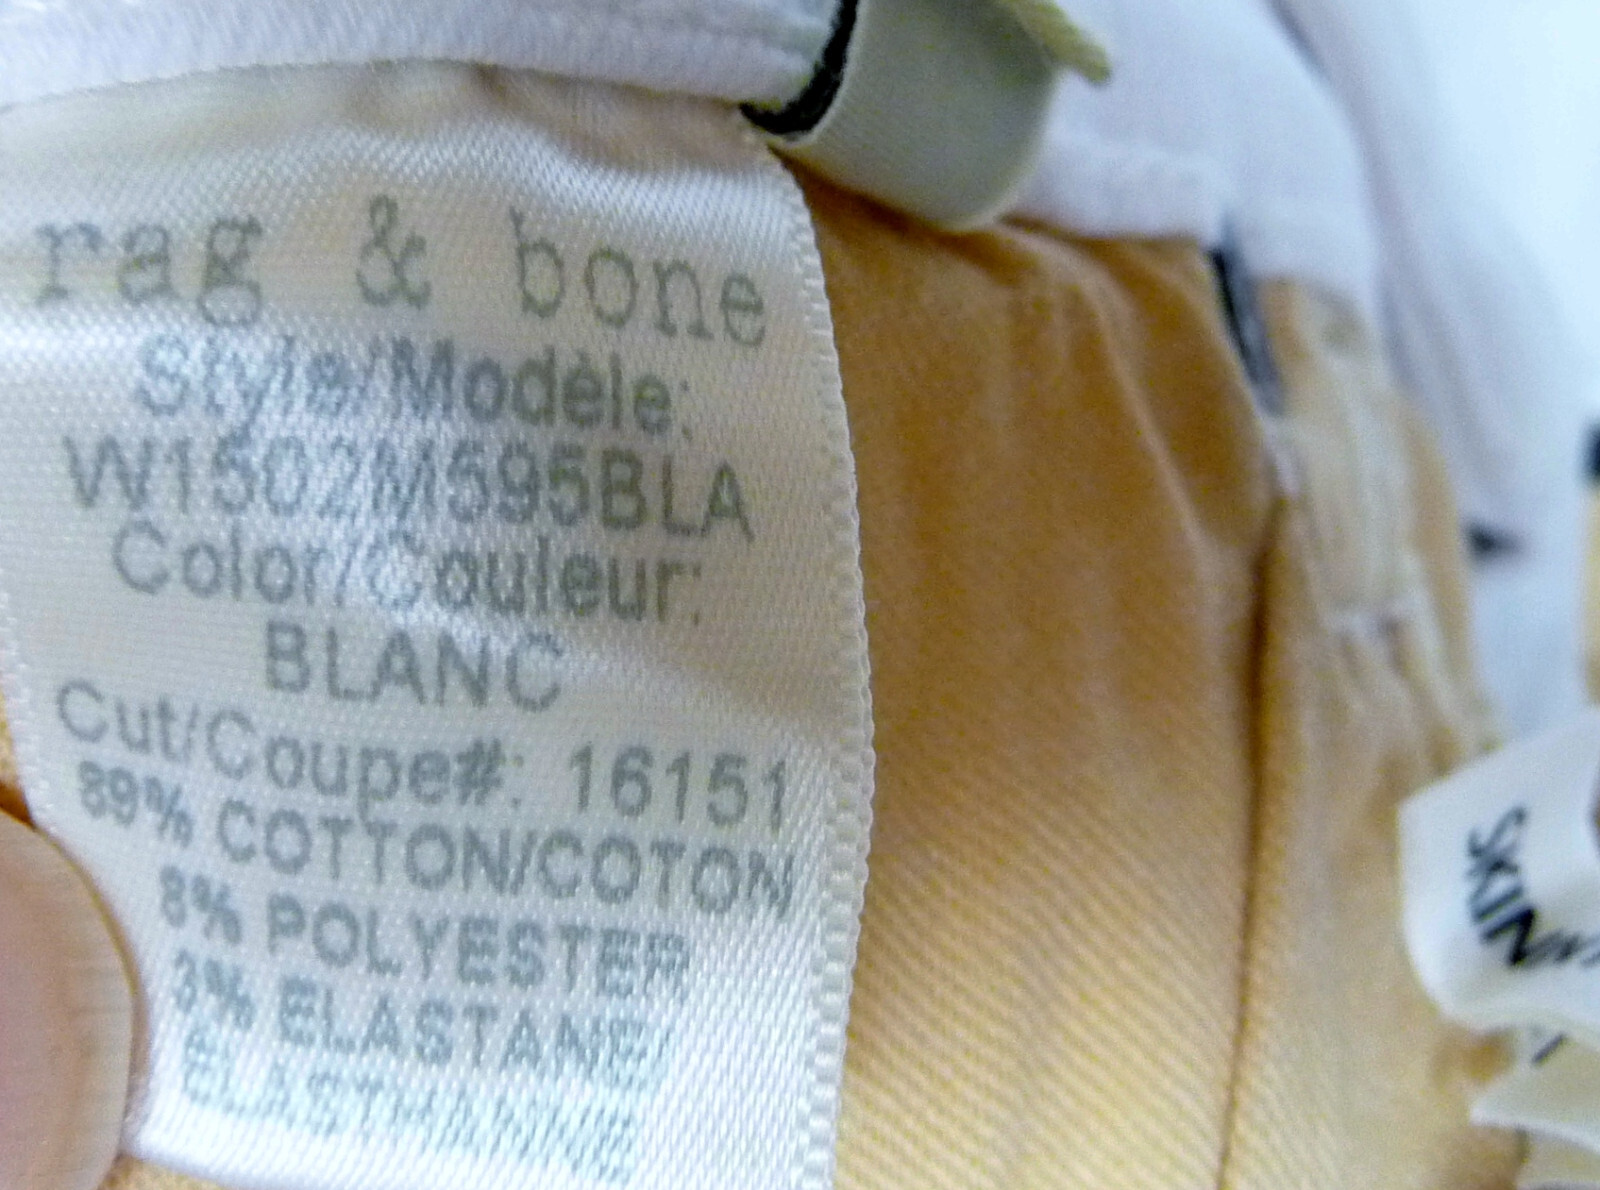 rag & bone
Style/Modèle:
W1502M595BLA
Color/Couleur:
BLANC
Cut/Coupe#: 16151
89% COTTON/COTON
8% POLYESTER
3% ELASTANE/
ELASTHANNE